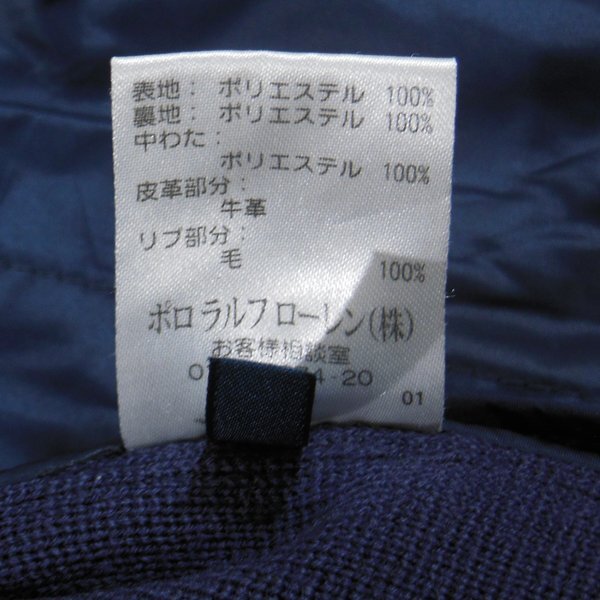 表地： ポリエステル 100%
裏地： ポリエステル 100%
中わた：
ポリエステル 100%
皮革部分：
牛革
リブ部分：
毛 100%
ポロ ラルフ ローレン(株)
お客様相談室
20
01